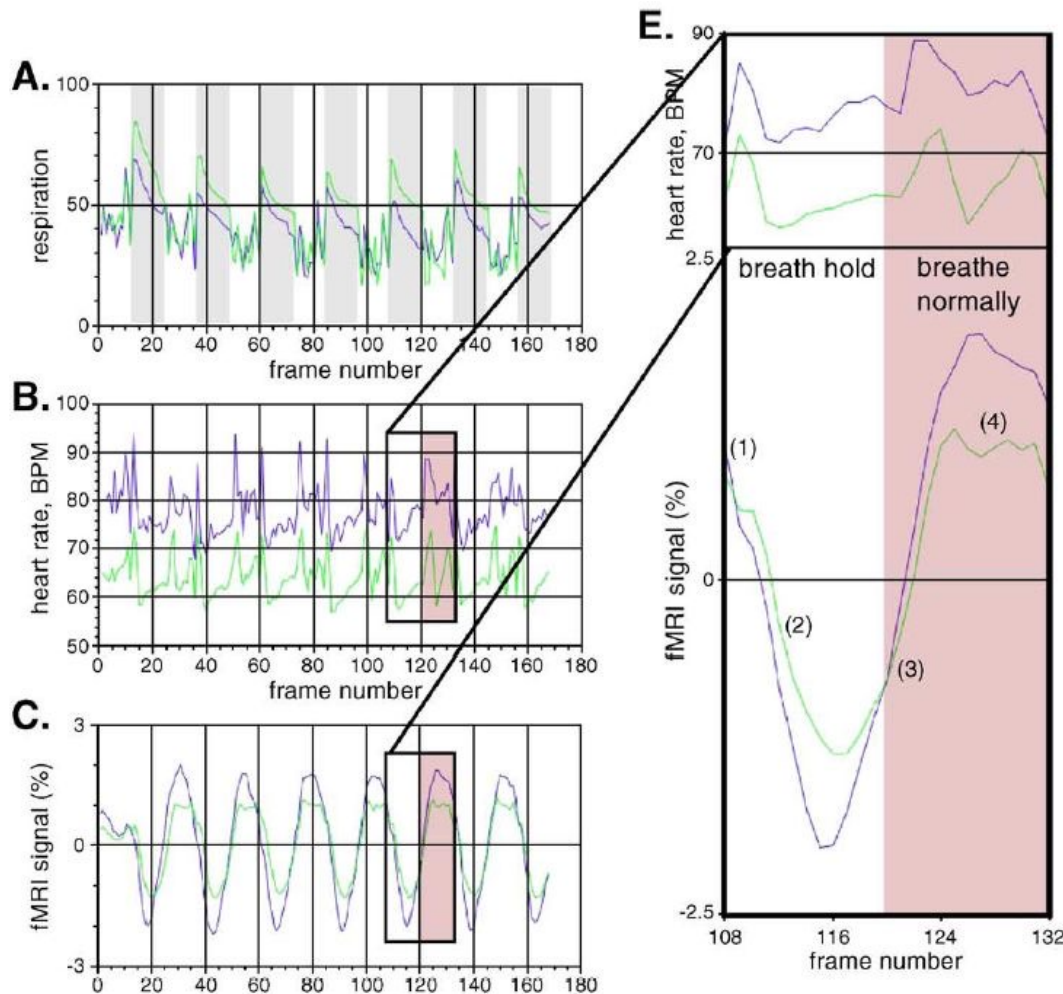 A.
100
50
0
respiration
0 20 40 60 80 100 120 140 160 180
frame number
B.
100
90
80
70
60
50
heart rate, BPM
0 20 40 60 80 100 120 140 160 180
frame number
C.
3
0
-3
fMRI signal (%)
0 20 40 60 80 100 120 140 160 180
frame number
E.
90
70
heart rate, BPM
2.5
breath hold
breathe
normally
(1)
(4)
0
(2)
(3)
fMRI signal (%)
-2.5
108 116 124 132
frame number